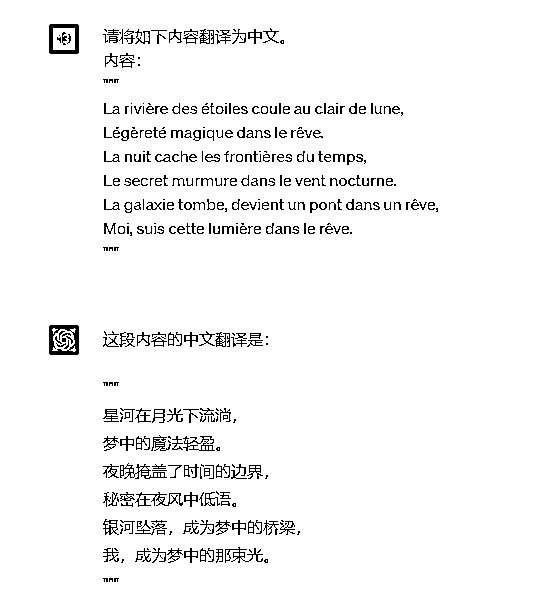 请将如下内容翻译为中文。
内容：
"""
La rivière des étoiles coule au clair de lune,
Légèreté magique dans le rêve.
La nuit cache les frontières du temps,
Le secret murmure dans le vent nocturne.
La galaxie tombe, devient un pont dans un rêve,
Moi, suis cette lumière dans le rêve.
"""
这段内容的中文翻译是：
"""
星河在月光下流淌，
梦中的魔法轻盈。
夜晚掩盖了时间的边界，
秘密在夜风中低语。
银河坠落，成为梦中的桥梁，
我，成为梦中的那束光。
"""